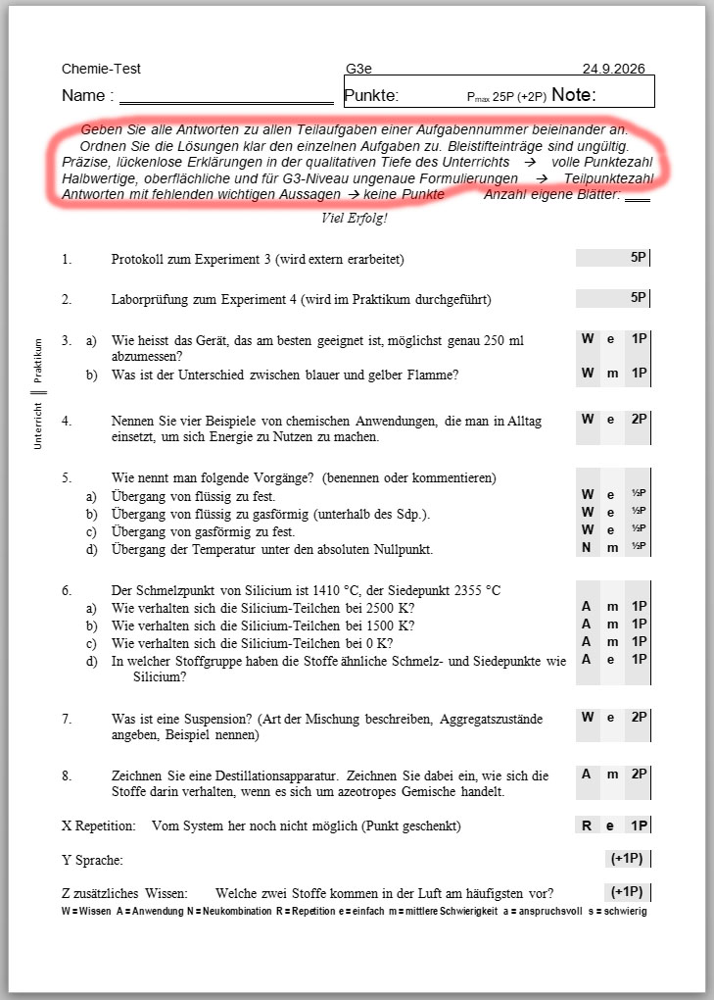 Chemie-Test G3e 24.9.2026
Name : Punkte: Pmax 25P (+2P) Note:
Geben Sie alle Antworten zu allen Teilaufgaben einer Aufgabennummer beieinander an.
Ordnen Sie die Lösungen klar den einzelnen Aufgaben zu. Bleistifteinträge sind ungültig.
Präzise, lückenlose Erklärungen in der qualitativen Tiefe des Unterrichts → volle Punktezahl
Halbwertige, oberflächliche und für G3-Niveau ungenaue Formulierungen → Teilpunktezahl
Antworten mit fehlenden wichtigen Aussagen → keine Punkte Anzahl eigene Blätter:
Viel Erfolg!
1. Protokoll zum Experiment 3 (wird extern erarbeitet) 5P
2. Laborprüfung zum Experiment 4 (wird im Praktikum durchgeführt) 5P
Unterricht || Praktikum
3. a) Wie heisst das Gerät, das am besten geeignet ist, möglichst genau 250 ml W e 1P
abzumessen?
b) Was ist der Unterschied zwischen blauer und gelber Flamme? W m 1P
4. Nennen Sie vier Beispiele von chemischen Anwendungen, die man in Alltag W e 2P
einsetzt, um sich Energie zu Nutzen zu machen.
5. Wie nennt man folgende Vorgänge? (benennen oder kommentieren)
a) Übergang von flüssig zu fest. W e ½P
b) Übergang von flüssig zu gasförmig (unterhalb des Sdp.). W e ½P
c) Übergang von gasförmig zu fest. W e ½P
d) Übergang der Temperatur unter den absoluten Nullpunkt. N m ½P
6. Der Schmelzpunkt von Silicium ist 1410 °C, der Siedepunkt 2355 °C
a) Wie verhalten sich die Silicium-Teilchen bei 2500 K? A m 1P
b) Wie verhalten sich die Silicium-Teilchen bei 1500 K? A m 1P
c) Wie verhalten sich die Silicium-Teilchen bei 0 K? A m 1P
d) In welcher Stoffgruppe haben die Stoffe ähnliche Schmelz- und Siedepunkte wie A e 1P
Silicium?
7. Was ist eine Suspension? (Art der Mischung beschreiben, Aggregatszustände W e 2P
angeben, Beispiel nennen)
8. Zeichnen Sie eine Destillationsapparatur. Zeichnen Sie dabei ein, wie sich die A m 2P
Stoffe darin verhalten, wenn es sich um azeotropes Gemische handelt.
X Repetition: Vom System her noch nicht möglich (Punkt geschenkt) R e 1P
Y Sprache: (+1P)
Z zusätzliches Wissen: Welche zwei Stoffe kommen in der Luft am häufigsten vor? (+1P)
W = Wissen A = Anwendung N = Neukombination R = Repetition e = einfach m = mittlere Schwierigkeit a = anspruchsvoll s = schwierig